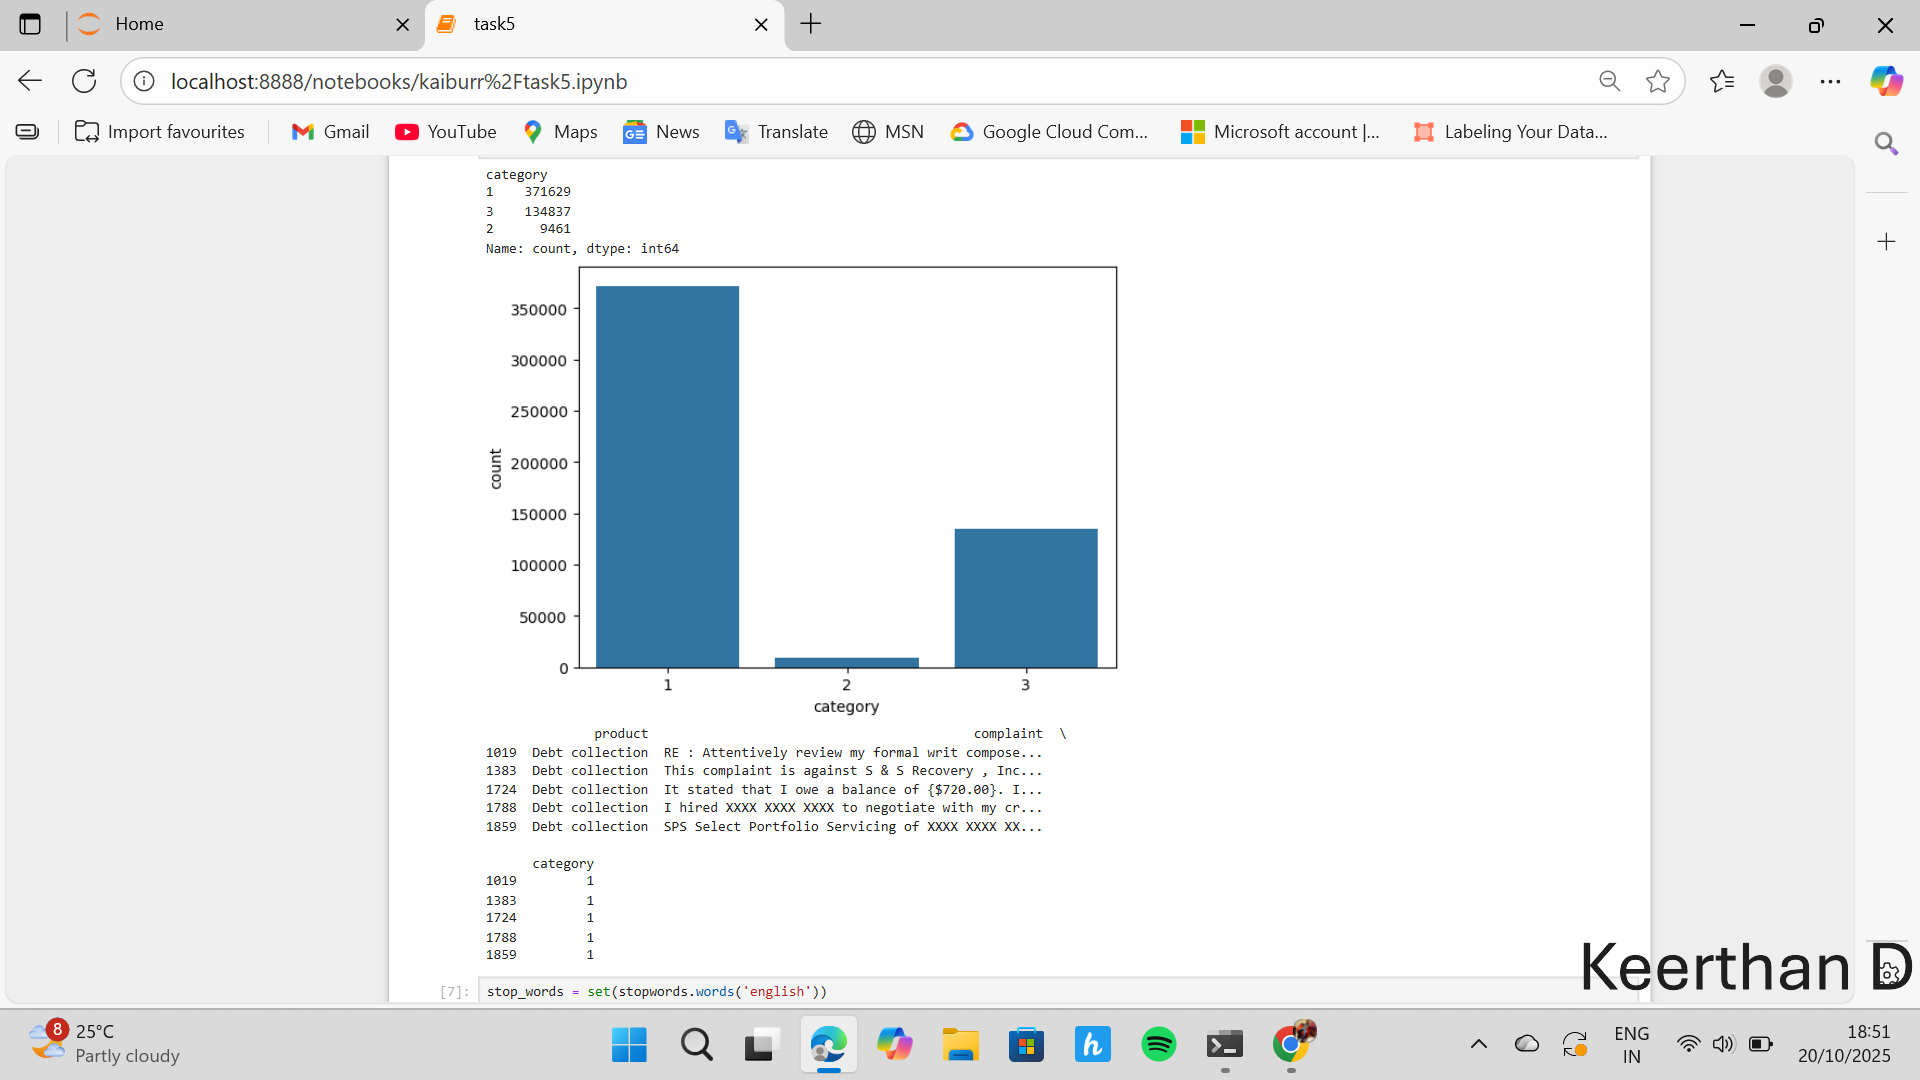 Home
task5
localhost:8888/notebooks/kaiburr%2Ftask5.ipynb
Import favourites
Gmail
YouTube
Maps
News
Translate
MSN
Google Cloud Com...
Microsoft account |...
Labeling Your Data...
category
1    371629
3    134837
2      9461
Name: count, dtype: int64
350000
300000
250000
200000
150000
100000
50000
0
count
1 2 3
category
product complaint \
1019 Debt collection RE : Attentively review my formal writ compose...
1383 Debt collection This complaint is against S & S Recovery , Inc...
1724 Debt collection It stated that I owe a balance of {$720.00}. I...
1788 Debt collection I hired XXXX XXXX XXXX to negotiate with my cr...
1859 Debt collection SPS Select Portfolio Servicing of XXXX XXXX XX...
category
1019 1
1383 1
1724 1
1788 1
1859 1
Keerthan D
[7]: stop_words = set(stopwords.words('english'))
8
25°C
Partly cloudy
ENG
IN
18:51
20/10/2025